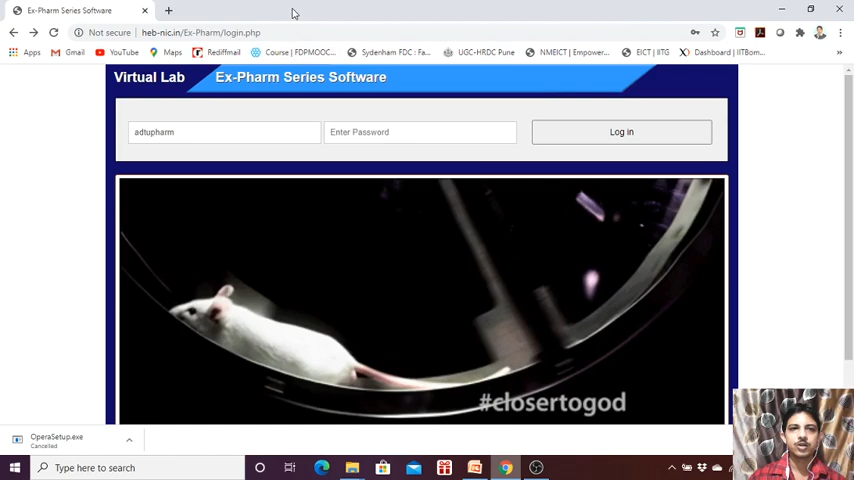 Ex-Pharm Series Software
Not secure
heb-nic.in/Ex-Pharm/login.php
Apps
Gmail
YouTube
Maps
Rediffmail
Course | FDPMOOC...
Sydenham FDC : Fa...
UGC-HRDC Pune
NMEICT | Empower...
EICT | IITG
Dashboard | IITBom...
Virtual Lab
Ex-Pharm Series Software
adtupharm
Enter Password
Log in
#closertogod
OperaSetup.exe
Cancelled
Type here to search